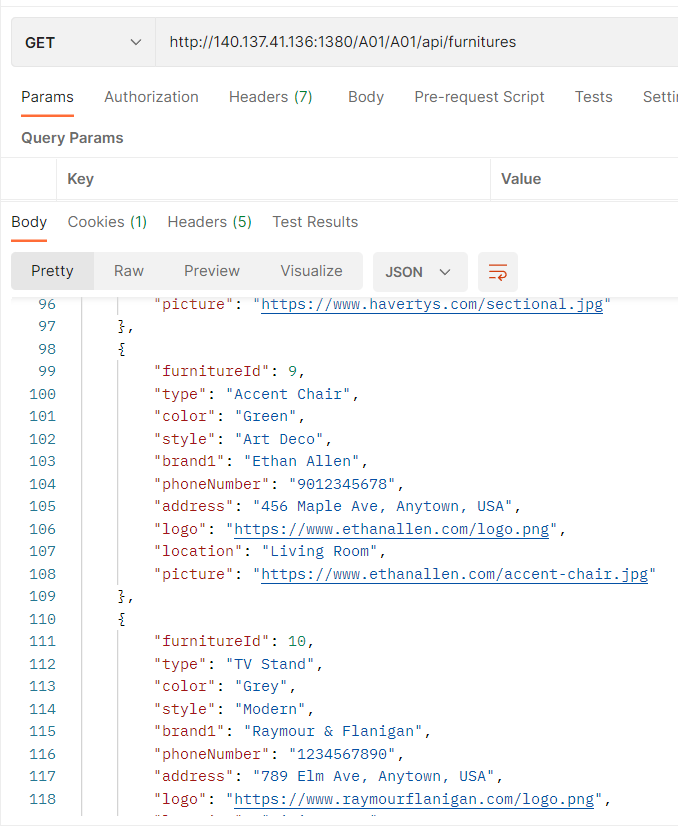 GET http://140.137.41.136:1380/A01/A01/api/furnitures
Params Authorization Headers (7) Body Pre-request Script Tests Setti
Query Params
Key Value
Body Cookies (1) Headers (5) Test Results
Pretty Raw Preview Visualize JSON
96 "picture": "https://www.havertys.com/sectional.jpg"
97 },
98 {
99 "furnitureId": 9,
100 "type": "Accent Chair",
101 "color": "Green",
102 "style": "Art Deco",
103 "brand1": "Ethan Allen",
104 "phoneNumber": "9012345678",
105 "address": "456 Maple Ave, Anytown, USA",
106 "logo": "https://www.ethanallen.com/logo.png",
107 "location": "Living Room",
108 "picture": "https://www.ethanallen.com/accent-chair.jpg"
109 },
110 {
111 "furnitureId": 10,
112 "type": "TV Stand",
113 "color": "Grey",
114 "style": "Modern",
115 "brand1": "Raymour & Flanigan",
116 "phoneNumber": "1234567890",
117 "address": "789 Elm Ave, Anytown, USA",
118 "logo": "https://www.raymourflanigan.com/logo.png",